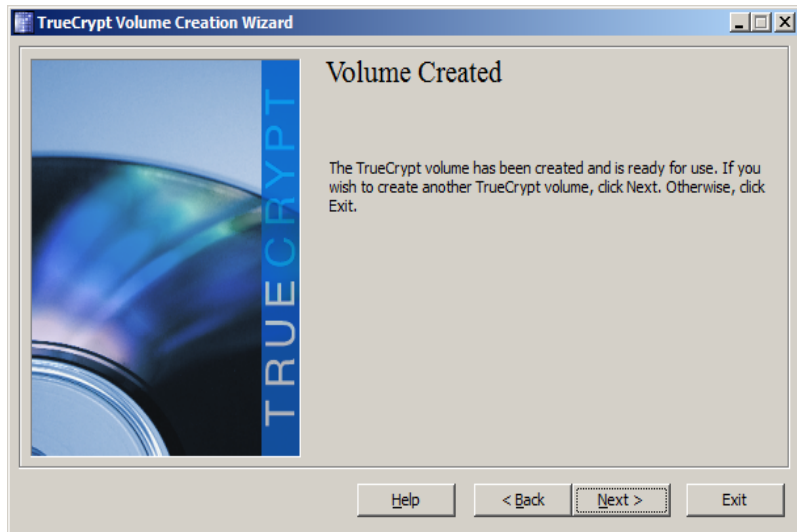 TrueCrypt Volume Creation Wizard
Volume Created
TRUECRYPT
The TrueCrypt volume has been created and is ready for use. If you
wish to create another TrueCrypt volume, click Next. Otherwise, click
Exit.
Help
< Back
Next >
Exit